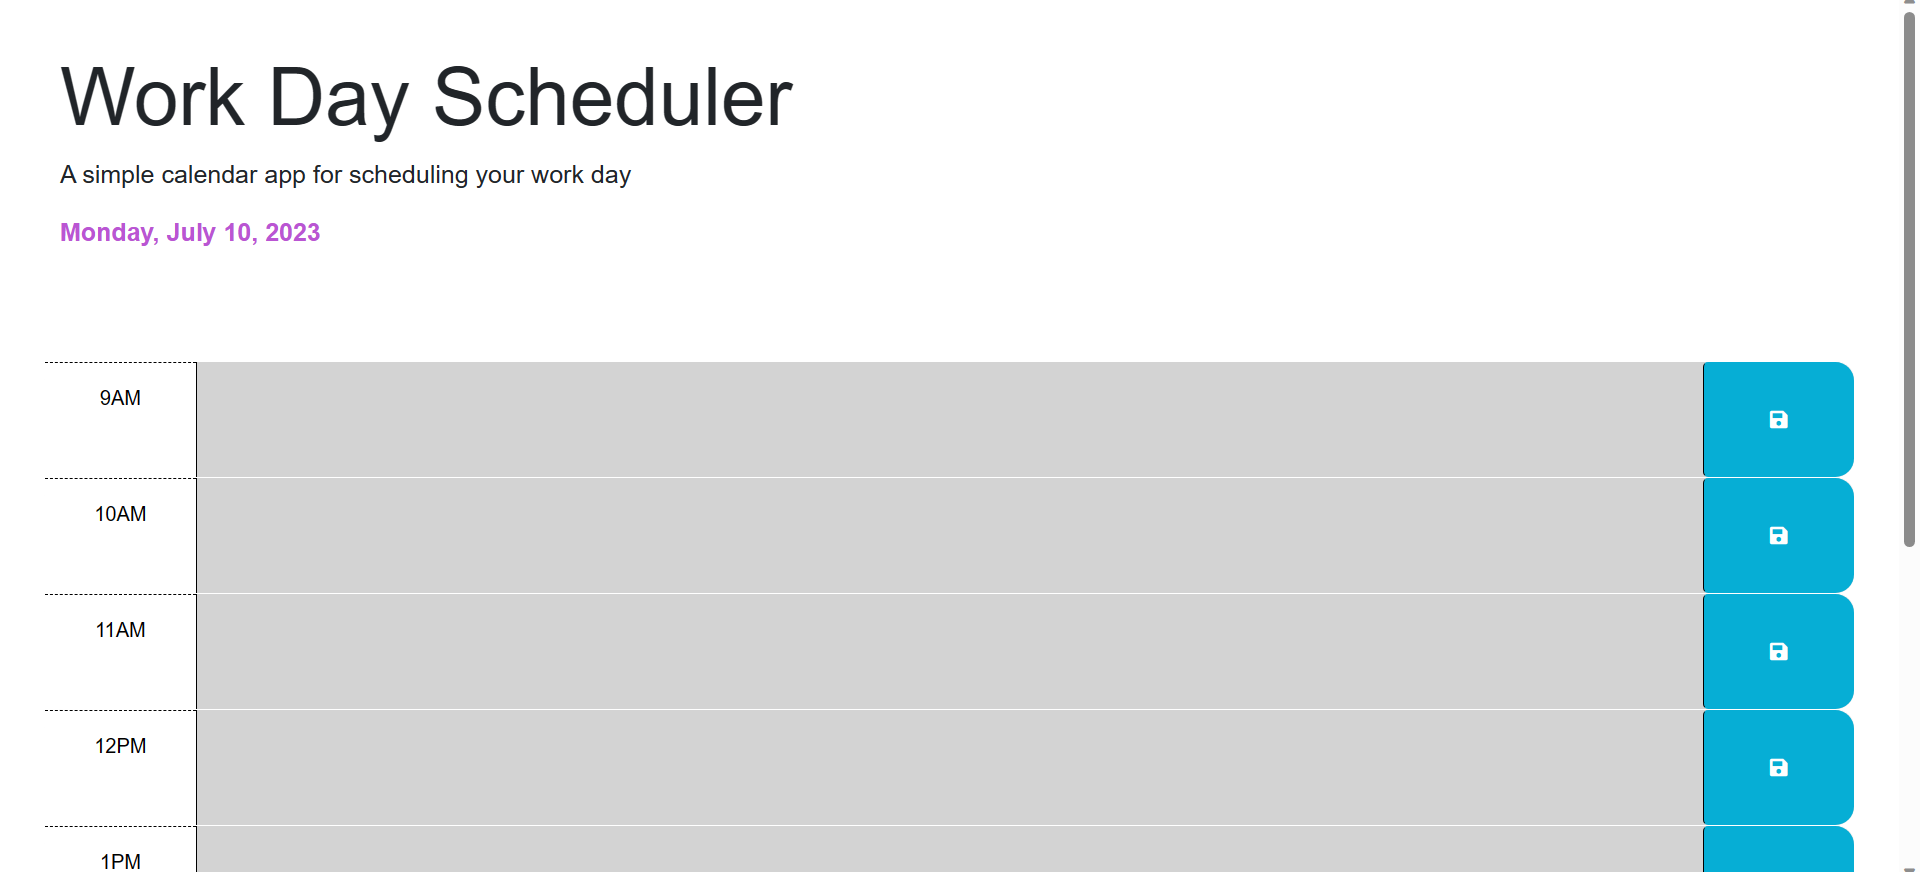 Work Day Scheduler
A simple calendar app for scheduling your work day
Monday, July 10, 2023
9AM
10AM
11AM
12PM
1PM